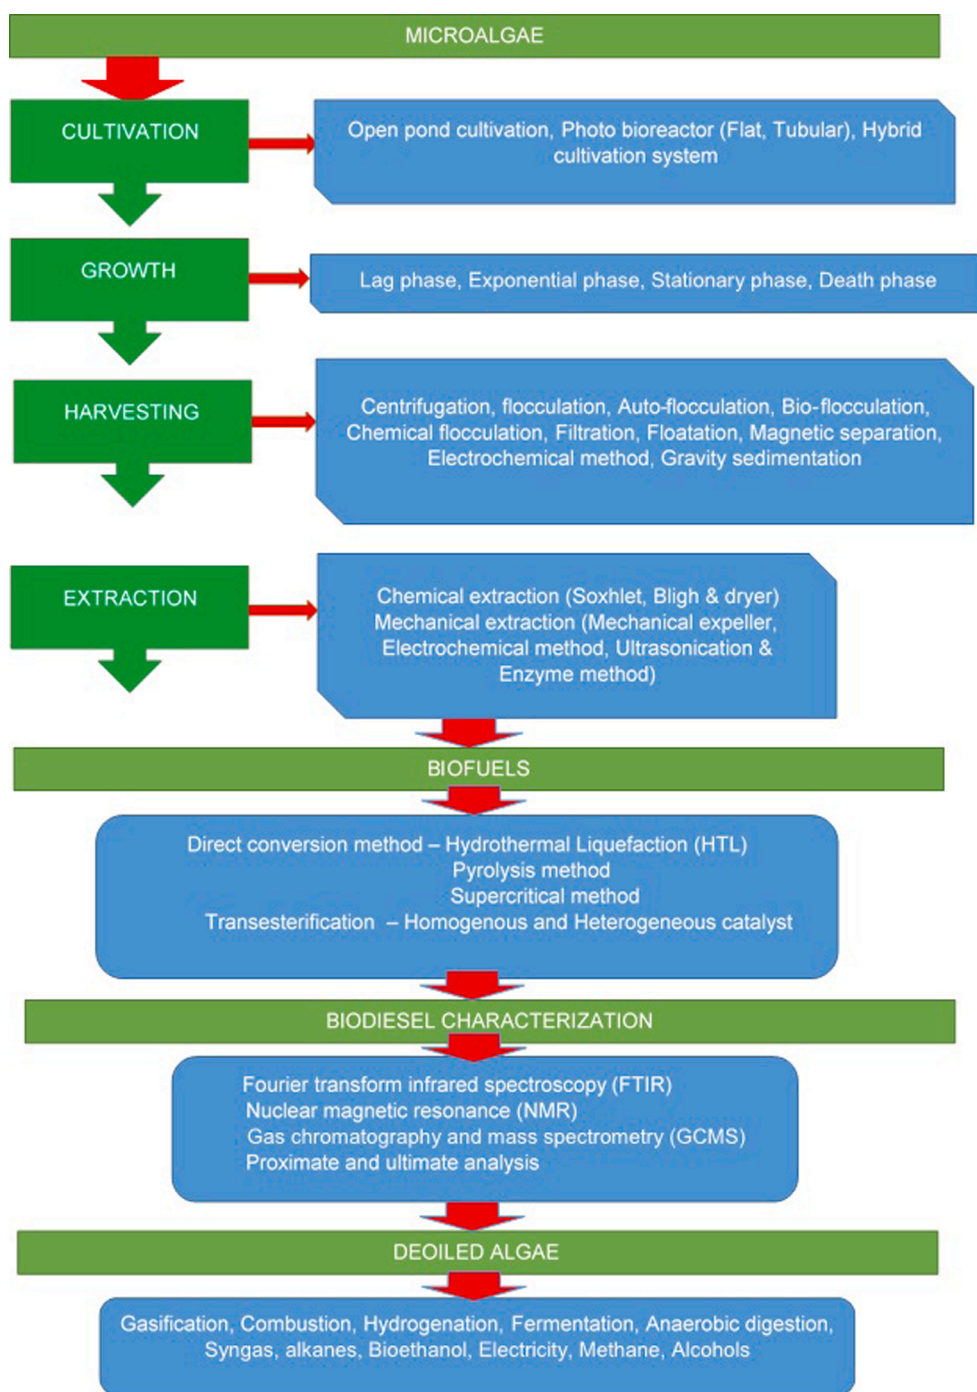 MICROALGAE
CULTIVATION
Open pond cultivation, Photo bioreactor (Flat, Tubular), Hybrid
cultivation system
GROWTH
Lag phase, Exponential phase, Stationary phase, Death phase
HARVESTING
Centrifugation, flocculation, Auto-flocculation, Bio-flocculation,
Chemical flocculation, Filtration, Floatation, Magnetic separation,
Electrochemical method, Gravity sedimentation
EXTRACTION
Chemical extraction (Soxhlet, Bligh & dryer)
Mechanical extraction (Mechanical expeller,
Electrochemical method, Ultrasonication &
Enzyme method)
BIOFUELS
Direct conversion method – Hydrothermal Liquefaction (HTL)
Pyrolysis method
Supercritical method
Transesterification – Homogenous and Heterogeneous catalyst
BIODIESEL CHARACTERIZATION
Fourier transform infrared spectroscopy (FTIR)
Nuclear magnetic resonance (NMR)
Gas chromatography and mass spectrometry (GCMS)
Proximate and ultimate analysis
DEOILED ALGAE
Gasification, Combustion, Hydrogenation, Fermentation, Anaerobic digestion,
Syngas, alkanes, Bioethanol, Electricity, Methane, Alcohols